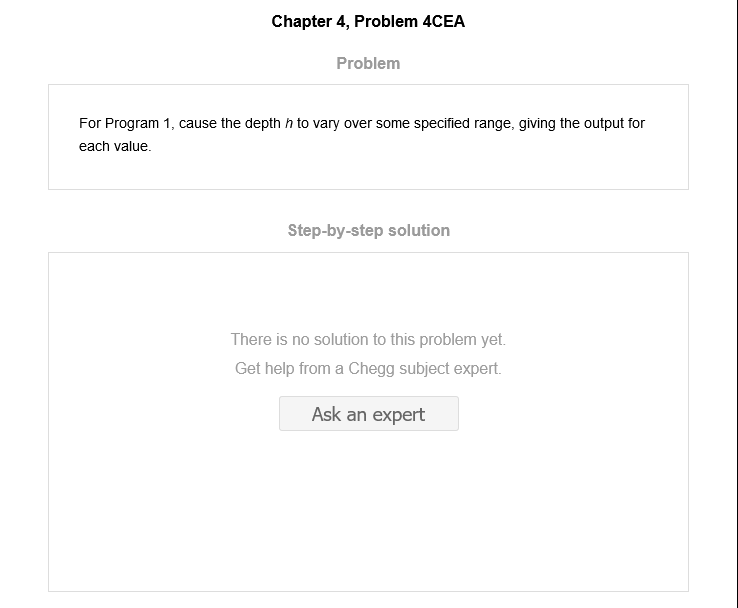 Chapter 4, Problem 4CEA
Problem
For Program 1, cause the depth h to vary over some specified range, giving the output for
each value.
Step-by-step solution
There is no solution to this problem yet.
Get help from a Chegg subject expert.
Ask an expert